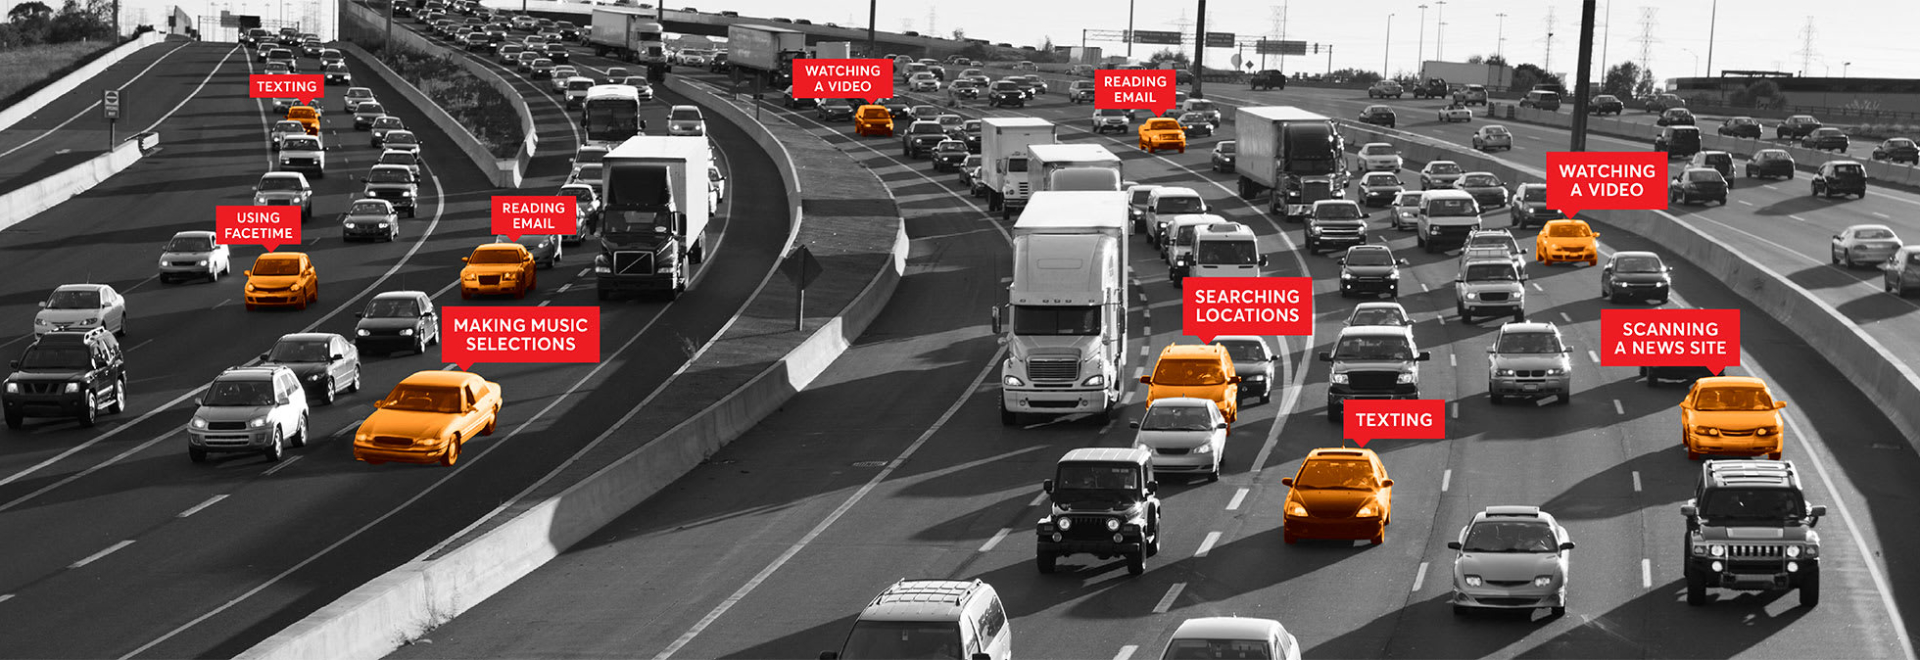 WATCHING
A VIDEO
READING
EMAIL
TEXTING
WATCHING
A VIDEO
READING
EMAIL
USING
FACETIME
SEARCHING
LOCATIONS
MAKING MUSIC
SELECTIONS
SCANNING
A NEWS SITE
TEXTING